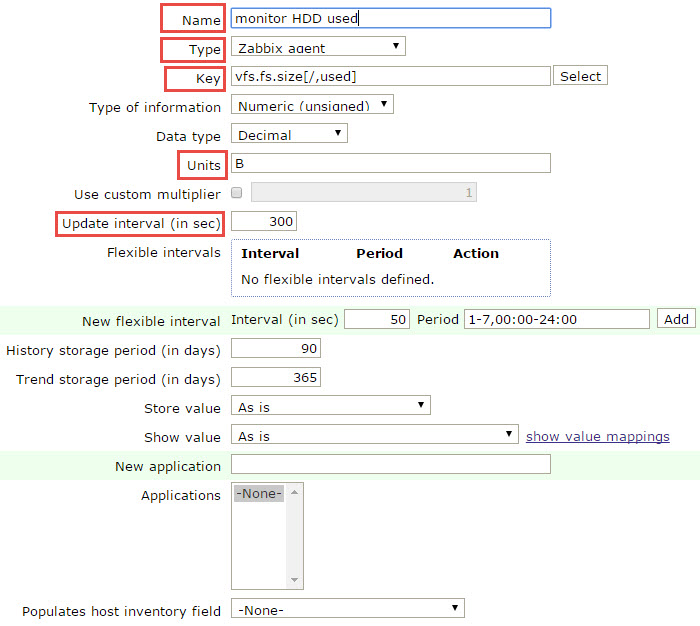 Name monitor HDD used
Type Zabbix agent
Key vfs.fs.size[/,used] Select
Type of information Numeric (unsigned)
Data type Decimal
Units B
Use custom multiplier 1
Update interval (in sec) 300
Flexible intervals Interval Period Action
No flexible intervals defined.
New flexible interval Interval (in sec) 50 Period 1-7,00:00-24:00 Add
History storage period (in days) 90
Trend storage period (in days) 365
Store value As is
Show value As is show value mappings
New application
Applications -None-
Populates host inventory field -None-